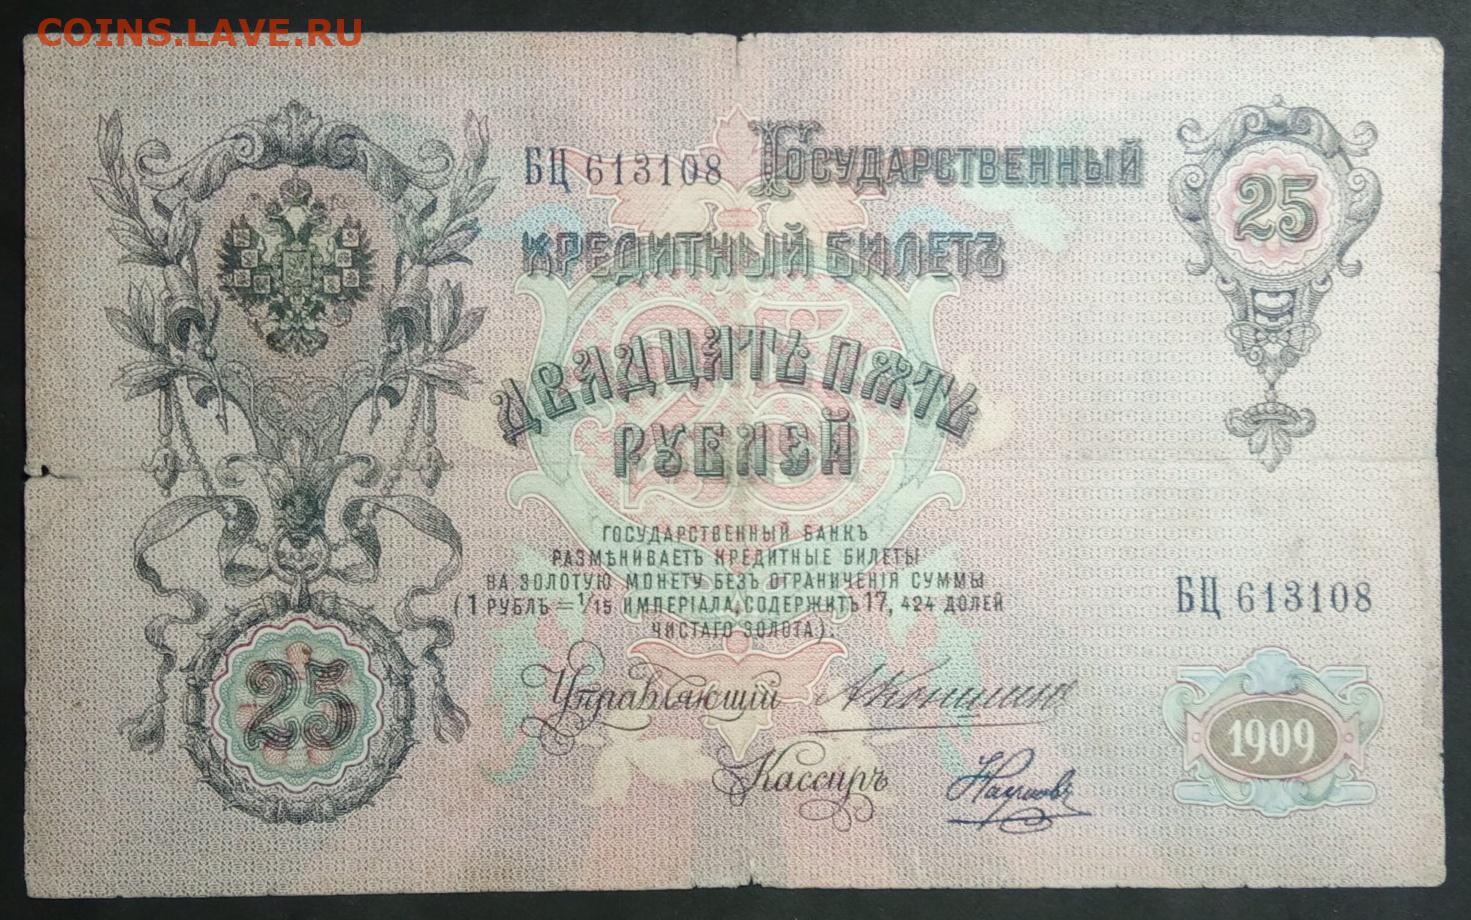 COINS.LAVE.RU
БЦ 613108
Государственный
Кредитный Билетъ
25
Двадцать пять
рублей
ГОСУДАРСТВЕННЫЙ БАНКЪ
РАЗМѢНИВАЕТЪ КРЕДИТНЫЕ БИЛЕТЫ
НА ЗОЛОТУЮ МОНЕТУ БЕЗЪ ОГРАНИЧЕНІЯ СУММЫ
(1 РУБЛЬ = 1/15 ИМПЕРІАЛА, СОДЕРЖИТЪ 17, 424 ДОЛЕЙ
ЧИСТАГО ЗОЛОТА).
БЦ 613108
25
Управляющій
Кассиръ
1909